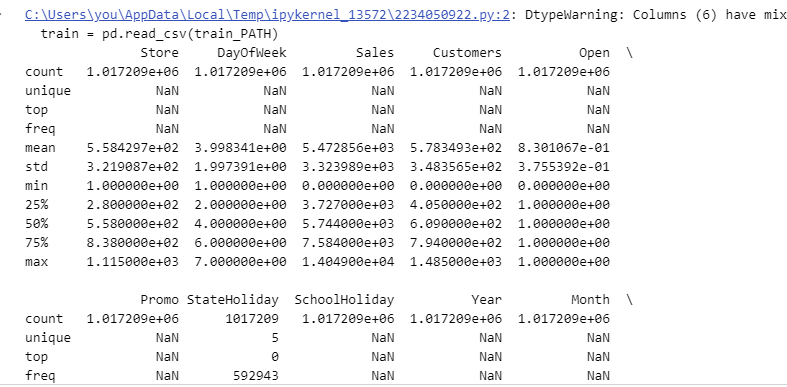 C:\Users\you\AppData\Local\Temp\ipykernel_13572\2234050922.py:2: DtypeWarning: Columns (6) have mix
  train = pd.read_csv(train_PATH)
              Store     DayOfWeek         Sales     Customers          Open  \
count  1.017209e+06  1.017209e+06  1.017209e+06  1.017209e+06  1.017209e+06
unique          NaN           NaN           NaN           NaN           NaN
top             NaN           NaN           NaN           NaN           NaN
freq            NaN           NaN           NaN           NaN           NaN
mean   5.584297e+02  3.998341e+00  5.472856e+03  5.783493e+02  8.301067e-01
std    3.219087e+02  1.997391e+00  3.323989e+03  3.483565e+02  3.755392e-01
min    1.000000e+00  1.000000e+00  0.000000e+00  0.000000e+00  0.000000e+00
25%    2.800000e+02  2.000000e+00  3.727000e+03  4.050000e+02  1.000000e+00
50%    5.580000e+02  4.000000e+00  5.744000e+03  6.090000e+02  1.000000e+00
75%    8.380000e+02  6.000000e+00  7.584000e+03  7.940000e+02  1.000000e+00
max    1.115000e+03  7.000000e+00  1.404900e+04  1.485000e+03  1.000000e+00
              Promo StateHoliday SchoolHoliday          Year         Month  \
count  1.017209e+06      1017209  1.017209e+06  1.017209e+06  1.017209e+06
unique          NaN            5           NaN           NaN           NaN
top             NaN            0           NaN           NaN           NaN
freq            NaN       592943           NaN           NaN           NaN